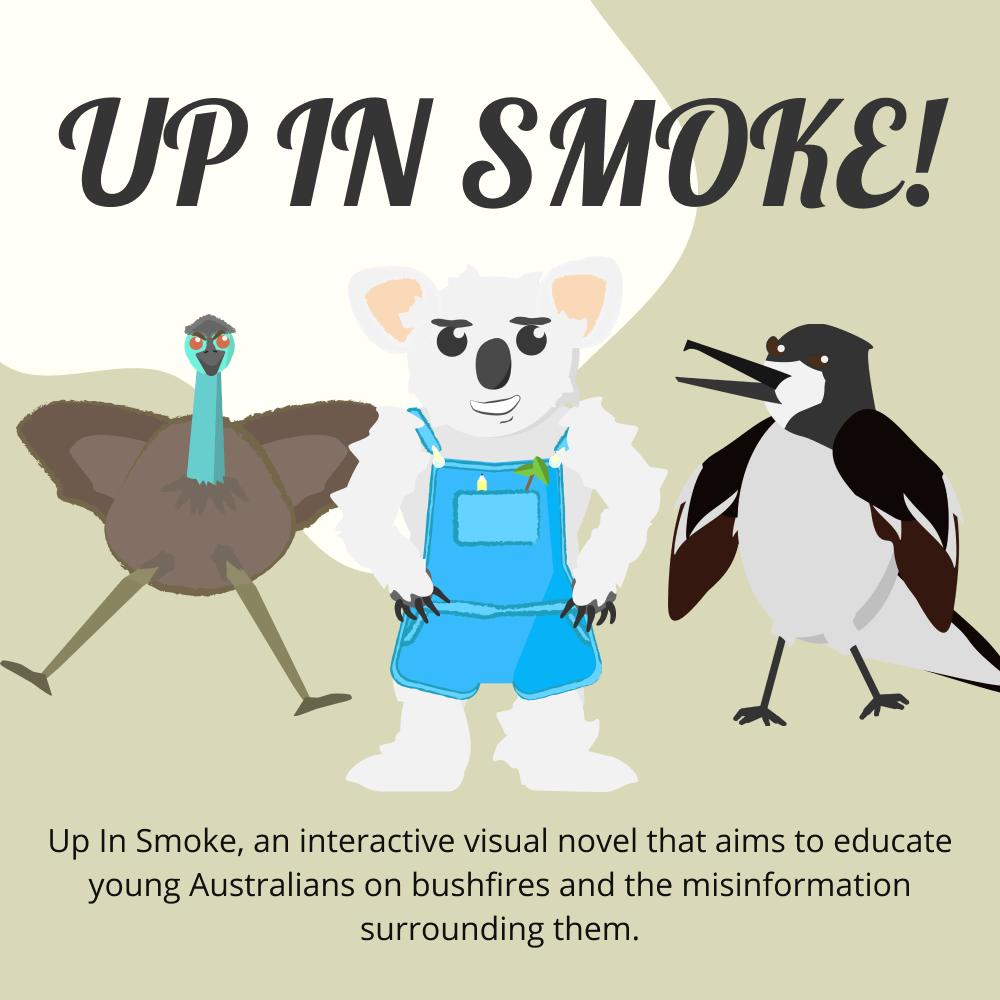 UP IN SMOKE!
Up In Smoke, an interactive visual novel that aims to educate
young Australians on bushfires and the misinformation
surrounding them.